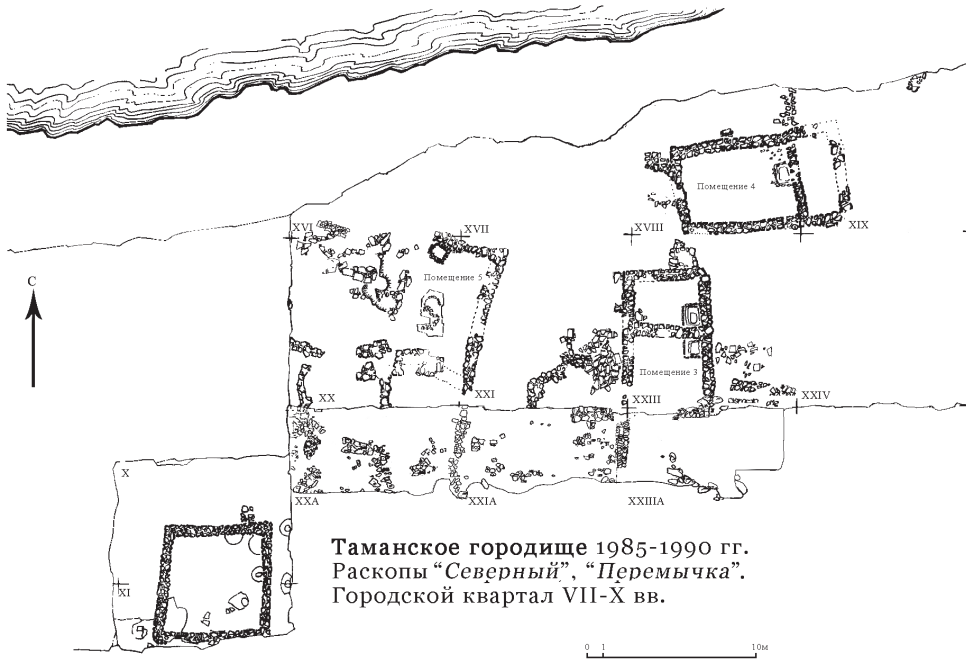 Помещение 4
XVI
XVII
XVIII
XIX
С
Помещение 5
Помещение 3
XX
XXI
XXIII
XXIV
X
XXA
XXIA
XXIIIA
Таманское городище 1985-1990 гг.
Раскопы “Северный”, “Перемычка”.
XI
Городской квартал VII-X вв.
0 1 10м